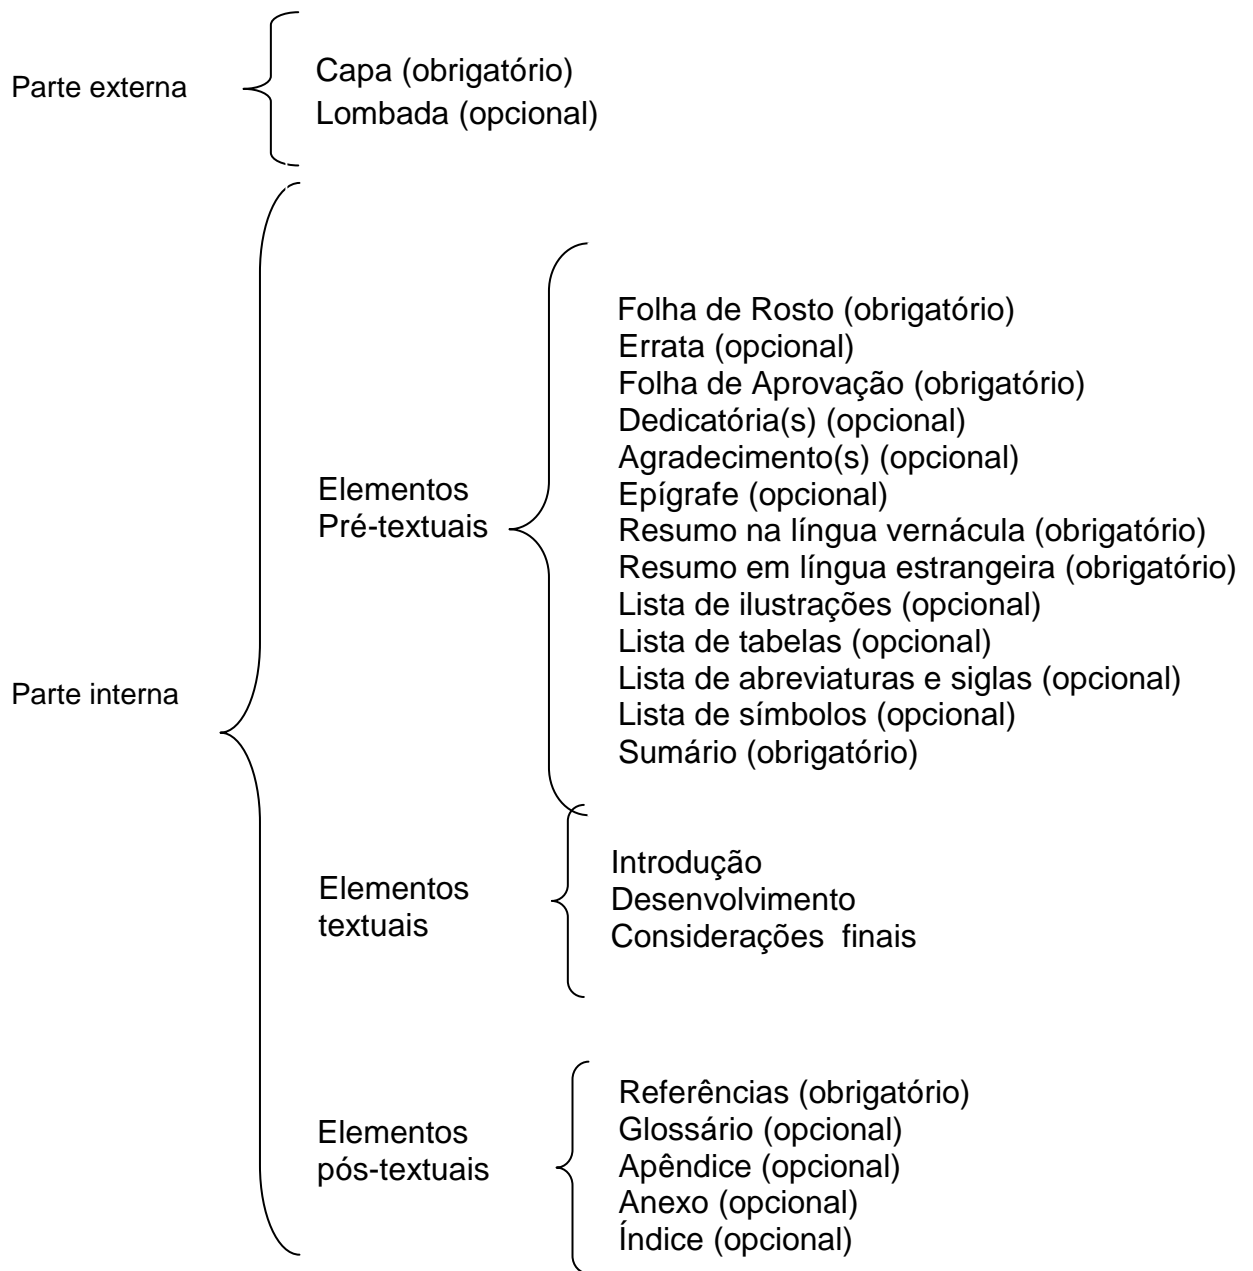 Parte externa
Capa (obrigatório)
Lombada (opcional)
Parte interna
Elementos
Pré-textuais
Folha de Rosto (obrigatório)
Errata (opcional)
Folha de Aprovação (obrigatório)
Dedicatória(s) (opcional)
Agradecimento(s) (opcional)
Epígrafe (opcional)
Resumo na língua vernácula (obrigatório)
Resumo em língua estrangeira (obrigatório)
Lista de ilustrações (opcional)
Lista de tabelas (opcional)
Lista de abreviaturas e siglas (opcional)
Lista de símbolos (opcional)
Sumário (obrigatório)
Elementos
textuais
Introdução
Desenvolvimento
Considerações  finais
Elementos
pós-textuais
Referências (obrigatório)
Glossário (opcional)
Apêndice (opcional)
Anexo (opcional)
Índice (opcional)